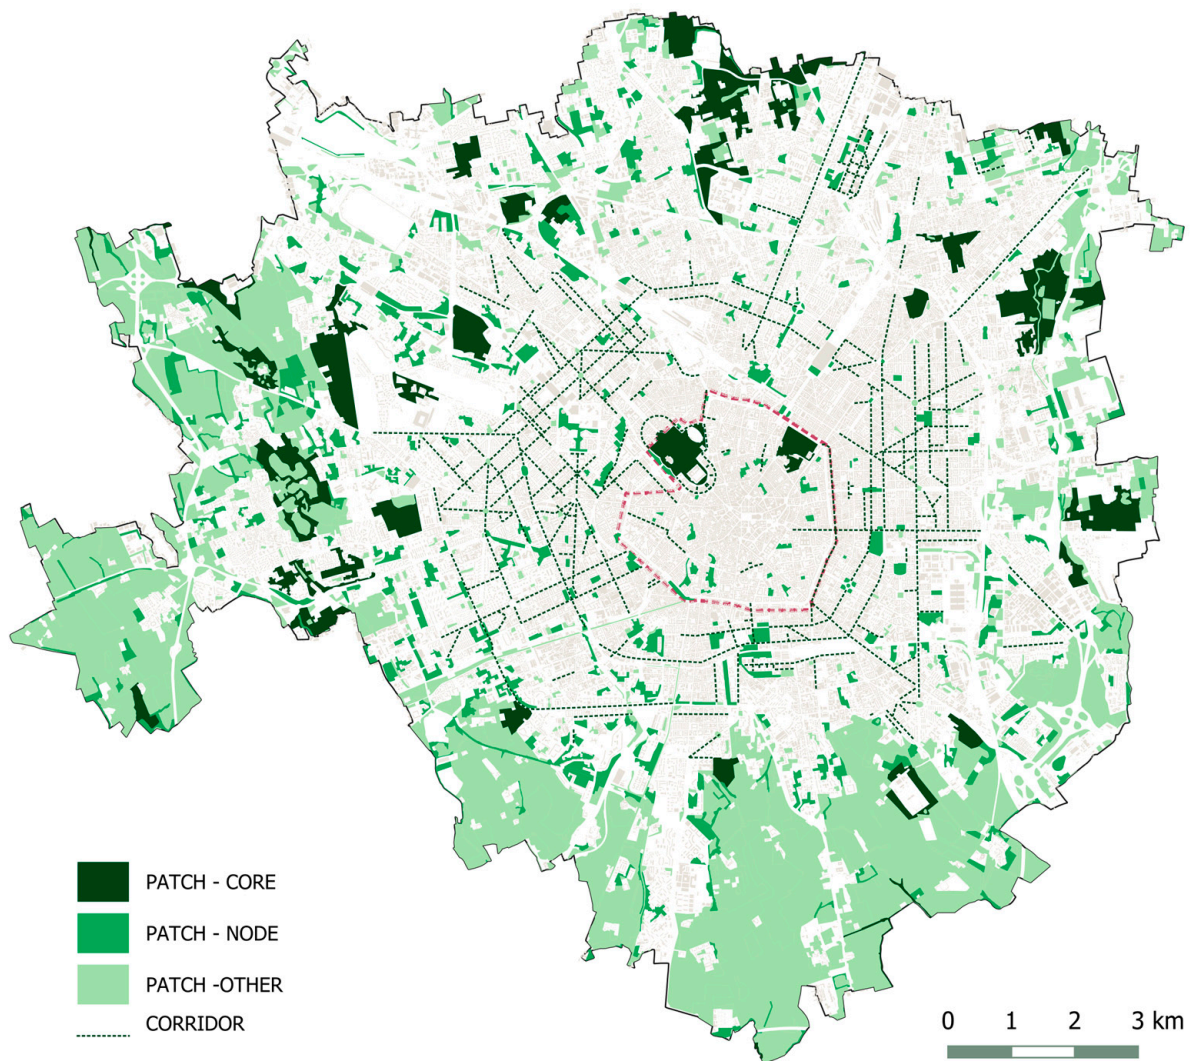 PATCH - CORE
PATCH - NODE
PATCH -OTHER
CORRIDOR
0 1 2 3 km